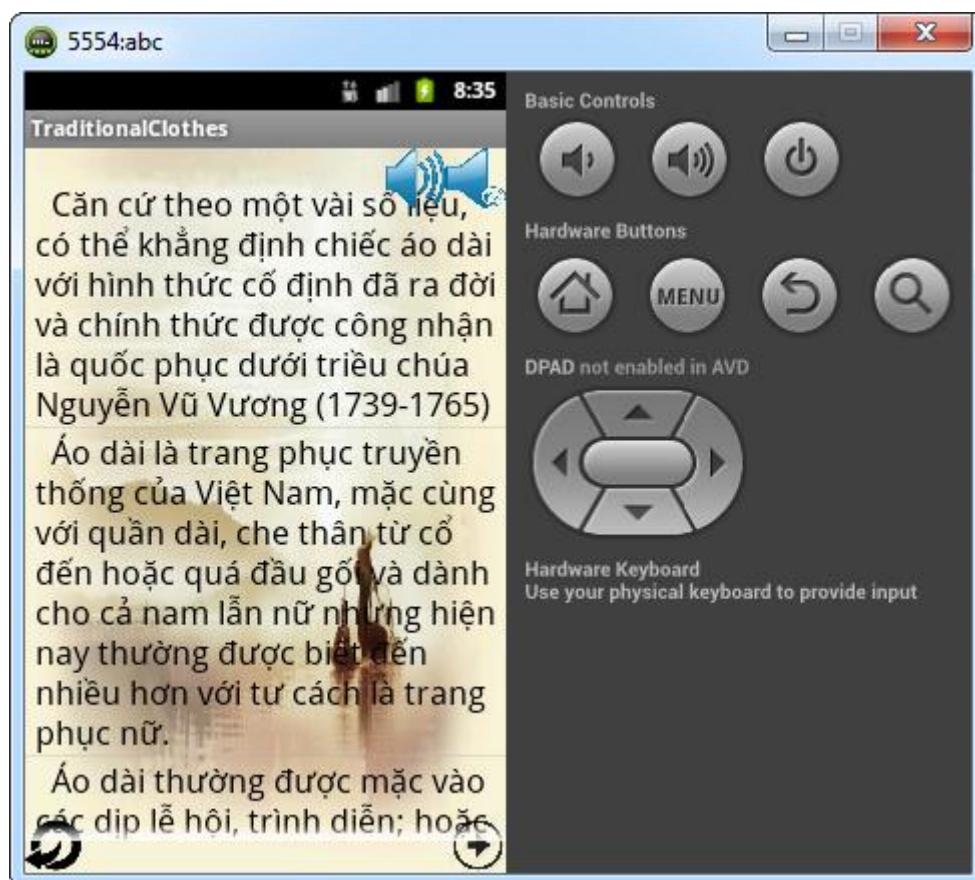 5554:abc
8:35
TraditionalClothes
Căn cứ theo một vài số liệu,
có thể khẳng định chiếc áo dài
với hình thức cố định đã ra đời
và chính thức được công nhận
là quốc phục dưới triều chúa
Nguyễn Vũ Vương (1739-1765)
Áo dài là trang phục truyền
thống của Việt Nam, mặc cùng
với quần dài, che thân từ cổ
đến hoặc quá đầu gối và dành
cho cả nam lẫn nữ nhưng hiện
nay thường được biết đến
nhiều hơn với tư cách là trang
phục nữ.
Áo dài thường được mặc vào
các dịp lễ hội, trình diễn; hoặc
Basic Controls
Hardware Buttons
MENU
DPAD not enabled in AVD
Hardware Keyboard
Use your physical keyboard to provide input